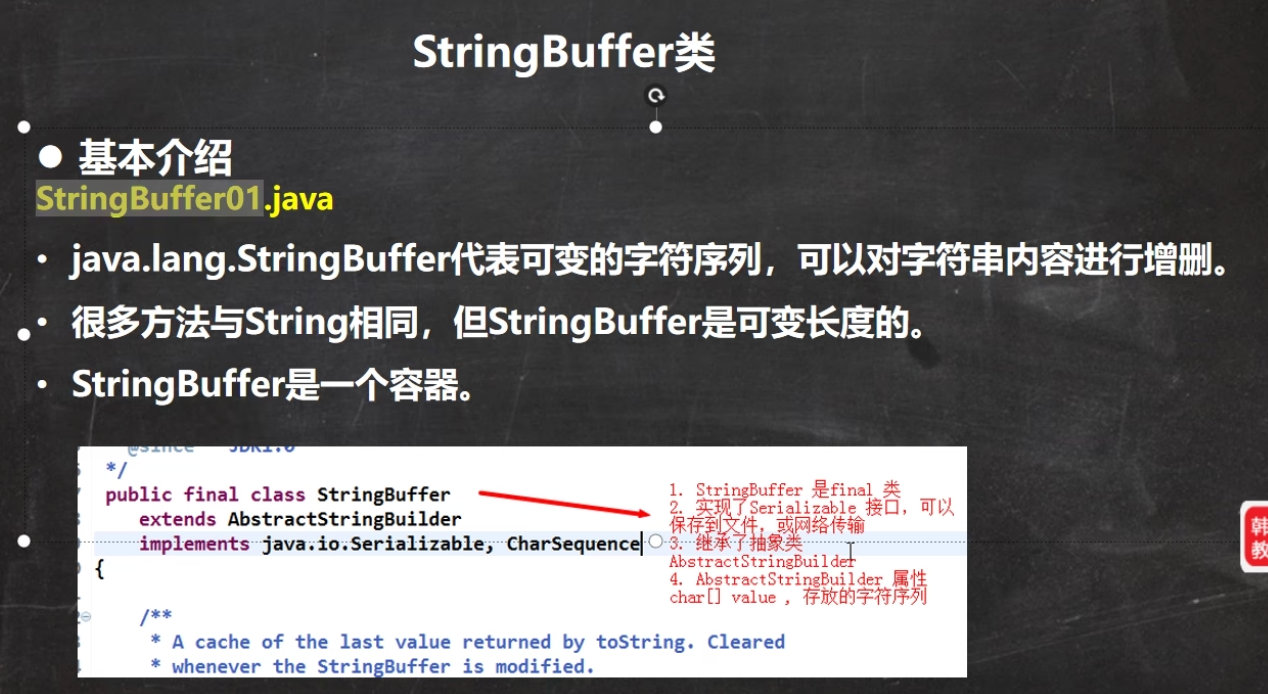 StringBuffer类
● 基本介绍
StringBuffer01.java
• java.lang.StringBuffer代表可变的字符序列，可以对字符串内容进行增删。
• 很多方法与String相同，但StringBuffer是可变长度的。
• StringBuffer是一个容器。
@since JDK1.0
*/
public final class StringBuffer
extends AbstractStringBuilder
implements java.io.Serializable, CharSequence
{
/**
* A cache of the last value returned by toString. Cleared
* whenever the StringBuffer is modified.
1. StringBuffer 是final 类
2. 实现了Serializable 接口，可以
保存到文件，或网络传输
3. 继承了抽象类
AbstractStringBuilder
4. AbstractStringBuilder 属性
char[] value ，存放的字符序列
韩
教